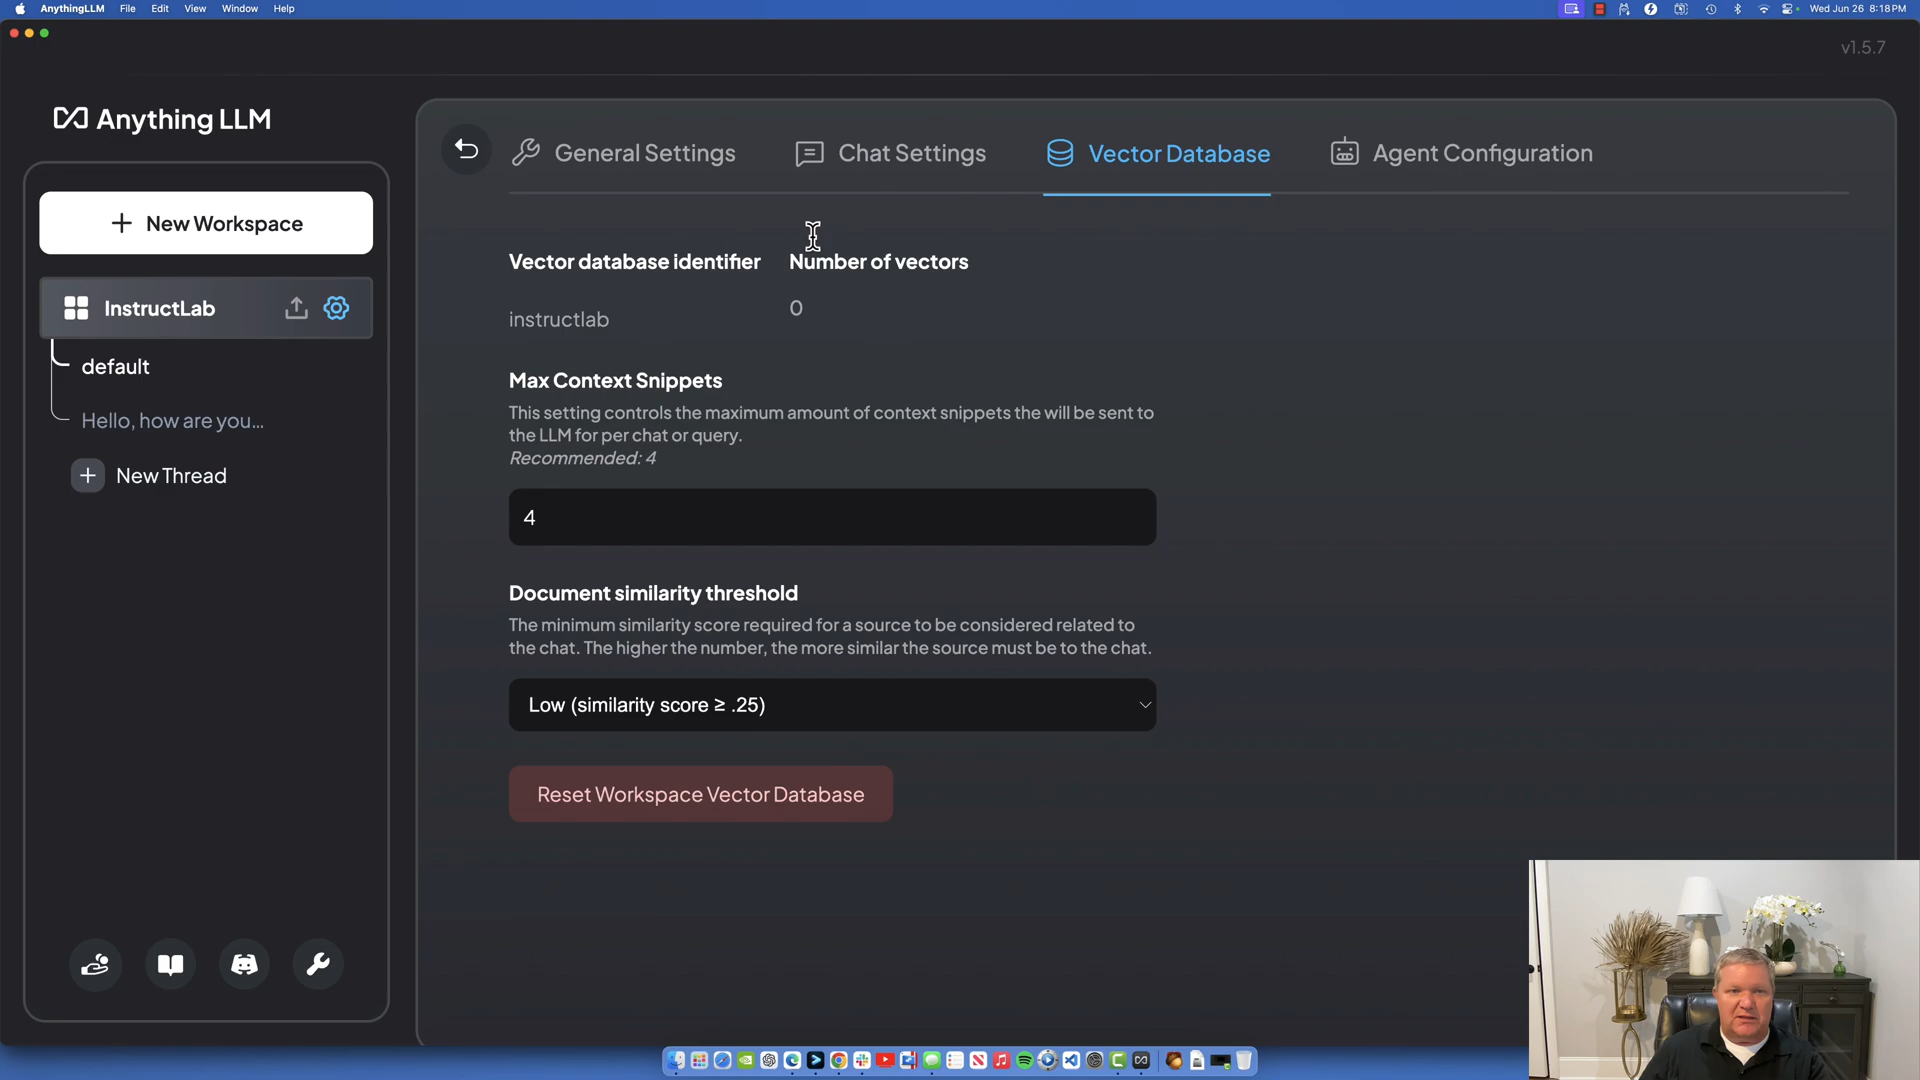 AnythingLLM File Edit View Window Help
Wed Jun 26 8:18 PM
v1.5.7
Anything LLM
New Workspace
InstructLab
default
Hello, how are you...
New Thread
General Settings
Chat Settings
Vector Database
Agent Configuration
Vector database identifier
instructlab
Number of vectors
0
Max Context Snippets
This setting controls the maximum amount of context snippets the will be sent to
the LLM for per chat or query.
Recommended: 4
4
Document similarity threshold
The minimum similarity score required for a source to be considered related to
the chat. The higher the number, the more similar the source must be to the chat.
Low (similarity score ≥ .25)
Reset Workspace Vector Database